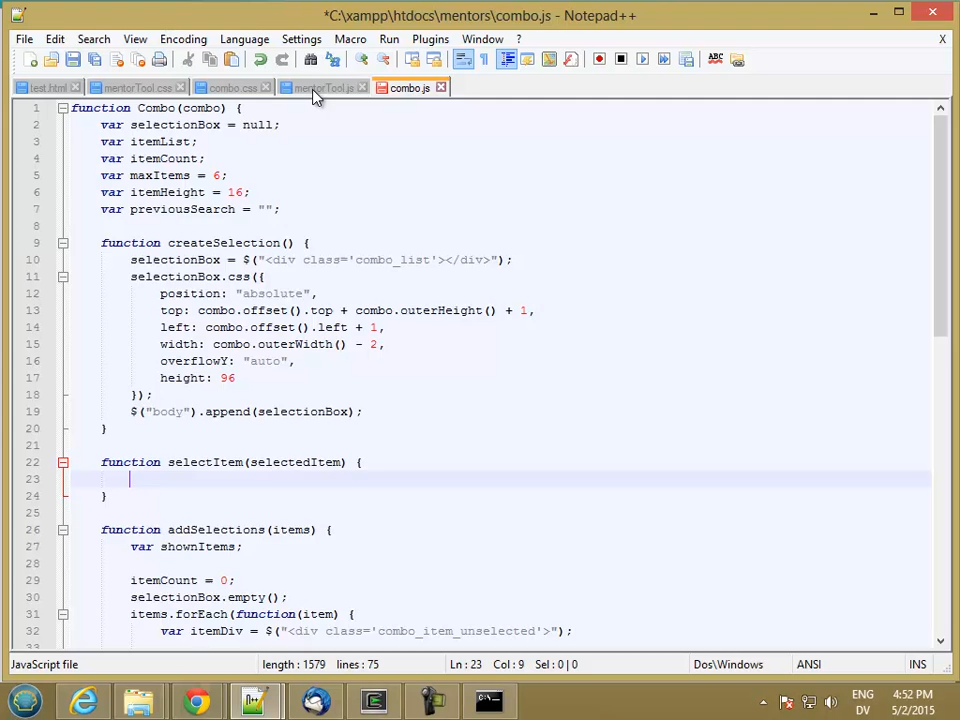 *C:\xampp\htdocs\mentors\combo.js - Notepad++
File Edit Search View Encoding Language Settings Macro Run Plugins Window ? X
test.html mentorTool.css combo.css mentorTool.js combo.js
1 function Combo(combo) {
2 var selectionBox = null;
3 var itemList;
4 var itemCount;
5 var maxItems = 6;
6 var itemHeight = 16;
7 var previousSearch = "";
8
9 function createSelection() {
10 selectionBox = $("<div class='combo_list'></div>");
11 selectionBox.css({
12 position: "absolute",
13 top: combo.offset().top + combo.outerHeight() + 1,
14 left: combo.offset().left + 1,
15 width: combo.outerWidth() - 2,
16 overflowY: "auto",
17 height: 96
18 });
19 $("body").append(selectionBox);
20 }
21
22 function selectItem(selectedItem) {
23
24 }
25
26 function addSelections(items) {
27 var shownItems;
28
29 itemCount = 0;
30 selectionBox.empty();
31 items.forEach(function(item) {
32 var itemDiv = $("<div class='combo_item_unselected'>");
33
JavaScript file length : 1579 lines : 75 Ln : 23 Col : 9 Sel : 0 | 0 Dos\Windows ANSI INS
ENG 4:52 PM
DV 5/2/2015